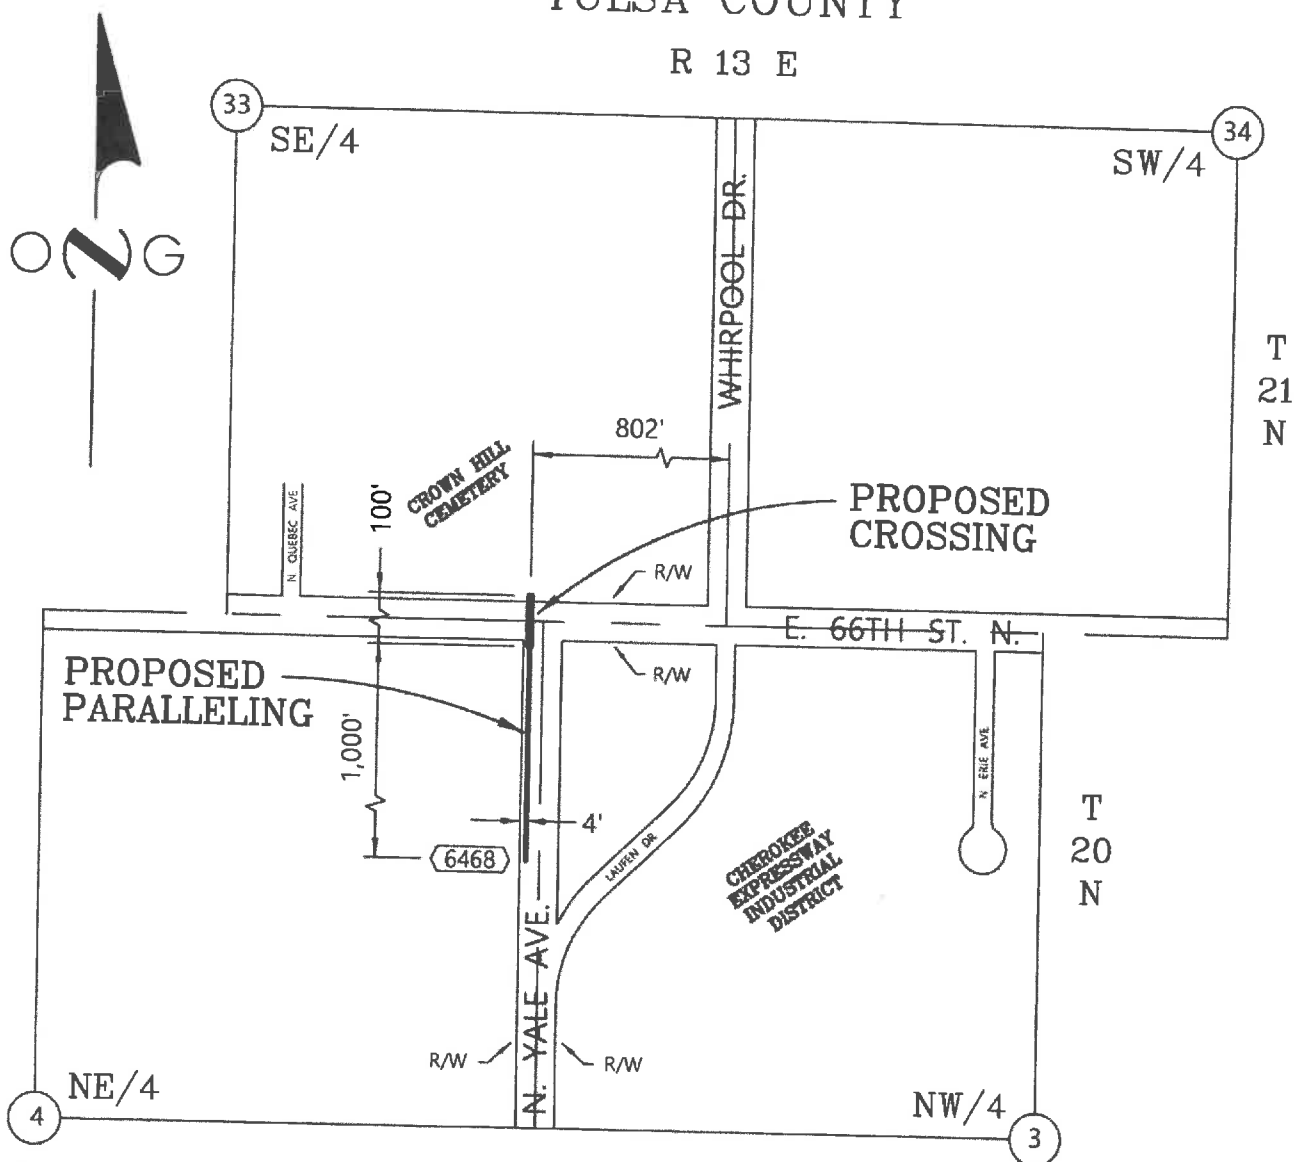 TULSA COUNTY
R 13 E
33
SE/4
34
SW/4
O N G
WHIRPOOL DR.
T
21
N
802'
CROWN HILL
CEMETERY
100'
PROPOSED
CROSSING
N QUEBEC AVE
R/W
E. 66TH ST. N.
PROPOSED
PARALLELING
R/W
1,000'
N ERIE AVE
4'
6468
LAUFEN DR
CHEROKEE
EXPRESSWAY
INDUSTRIAL
DISTRICT
T
20
N
N. YALE AVE.
R/W
R/W
NE/4
4
NW/4
3